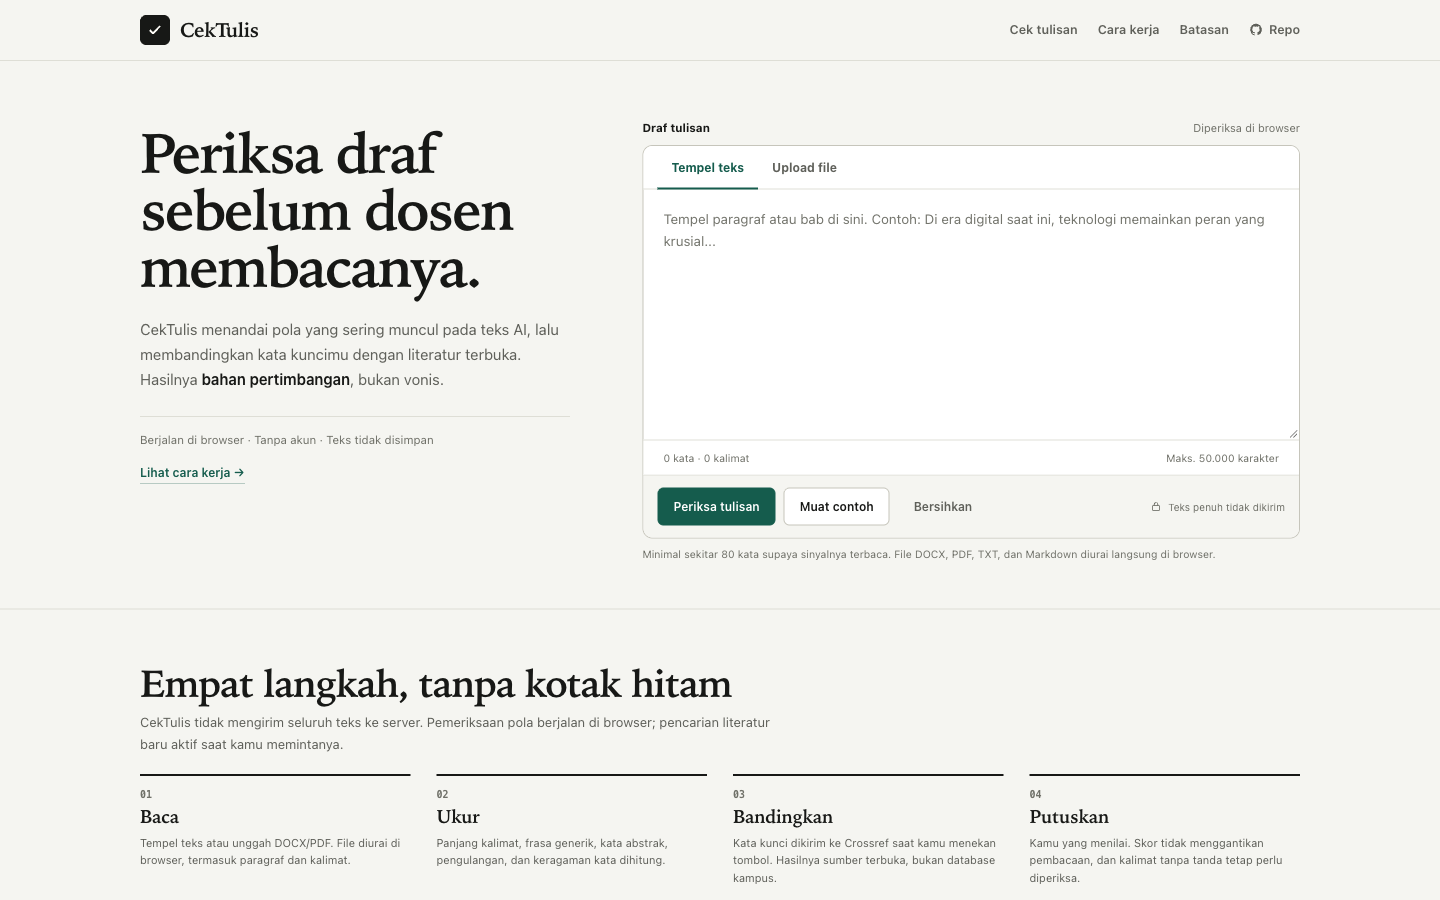 CekTulis
Cek tulisan
Cara kerja
Batasan
Repo
Periksa draf
sebelum dosen
membacanya.
CekTulis menandai pola yang sering muncul pada teks AI, lalu
membandingkan kata kuncimu dengan literatur terbuka.
Hasilnya bahan pertimbangan, bukan vonis.
Berjalan di browser · Tanpa akun · Teks tidak disimpan
Lihat cara kerja →
Draf tulisan
Diperiksa di browser
Tempel teks
Upload file
Tempel paragraf atau bab di sini. Contoh: Di era digital saat ini, teknologi memainkan peran yang
krusial...
0 kata · 0 kalimat
Maks. 50.000 karakter
Periksa tulisan
Muat contoh
Bersihkan
Teks penuh tidak dikirim
Minimal sekitar 80 kata supaya sinyalnya terbaca. File DOCX, PDF, TXT, dan Markdown diurai langsung di browser.
Empat langkah, tanpa kotak hitam
CekTulis tidak mengirim seluruh teks ke server. Pemeriksaan pola berjalan di browser; pencarian literatur
baru aktif saat kamu memintanya.
01
Baca
Tempel teks atau unggah DOCX/PDF. File diurai di
browser, termasuk paragraf dan kalimat.
02
Ukur
Panjang kalimat, frasa generik, kata abstrak,
pengulangan, dan keragaman kata dihitung.
03
Bandingkan
Kata kunci dikirim ke Crossref saat kamu menekan
tombol. Hasilnya sumber terbuka, bukan database
kampus.
04
Putuskan
Kamu yang menilai. Skor tidak menggantikan
pembacaan, dan kalimat tanpa tanda tetap perlu
diperiksa.